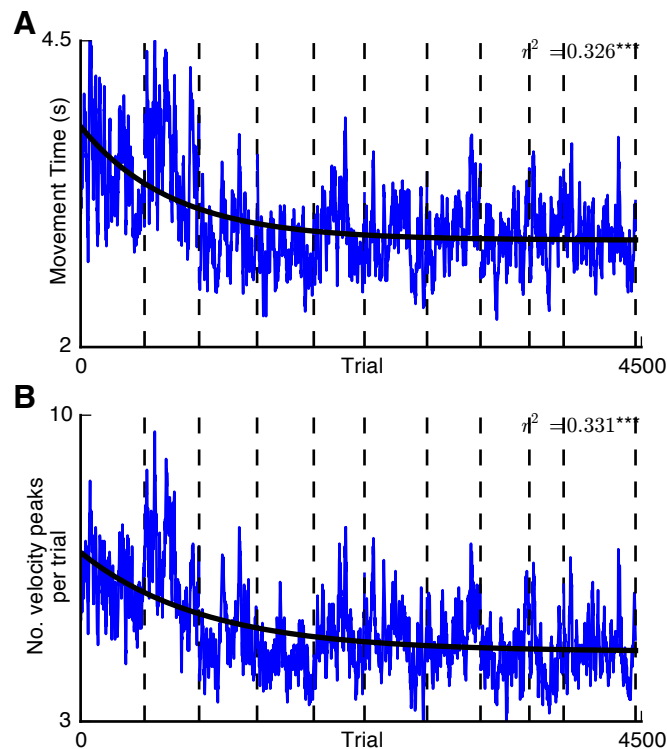 A
4.5
r² =0.326***
Movement Time (s)
2
0
Trial
4500
B
10
r² =0.331***
No. velocity peaks
per trial
3
0
Trial
4500